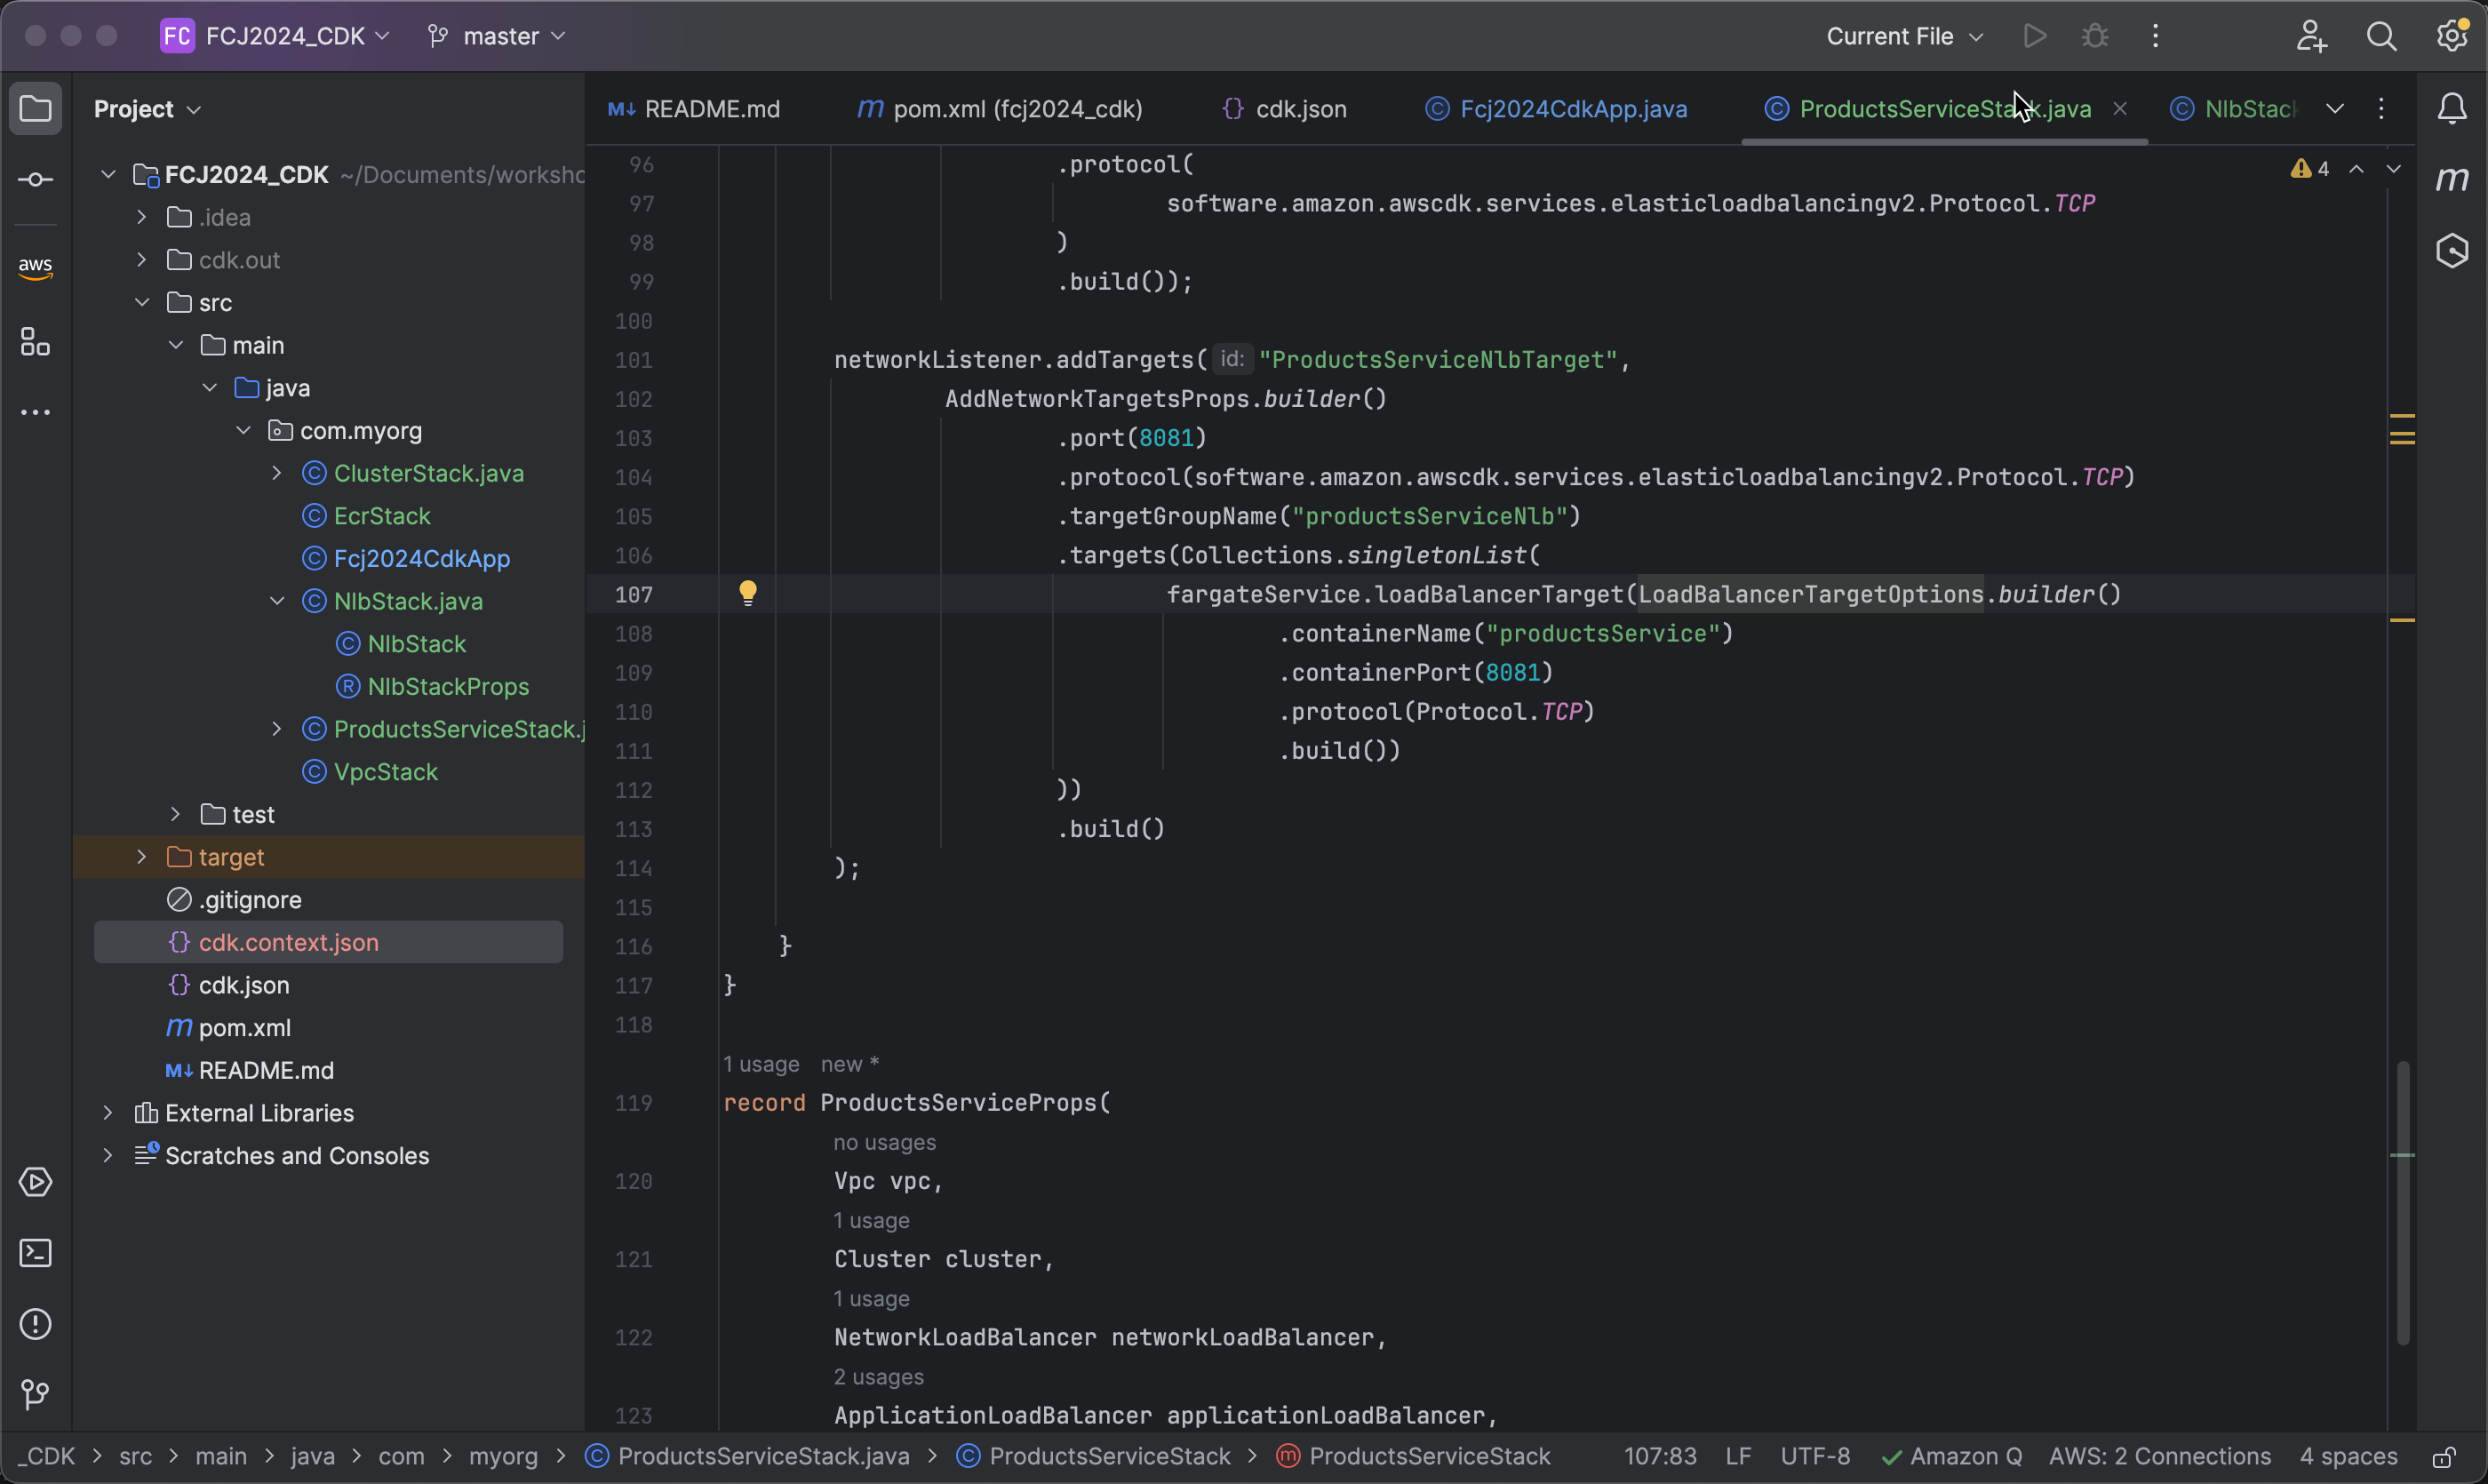 FC FCJ2024_CDK master Current File
Project
README.md pom.xml (fcj2024_cdk) cdk.json Fcj2024CdkApp.java ProductsServiceStack.java
FCJ2024_CDK
.idea
cdk.out
src
main
java
com.myorg
ClusterStack.java
EcrStack
Fcj2024CdkApp
NlbStack.java
NlbStack
NlbStackProps
VpcStack
test
target
.gitignore
cdk.context.json
cdk.json
pom.xml
README.md
External Libraries
Scratches and Consoles
aws
4
96 .protocol(
97 software.amazon.awscdk.services.elasticloadbalancingv2.Protocol.TCP
98 )
99 .build());
100
101 networkListener.addTargets( id: "ProductsServiceNlbTarget",
102 AddNetworkTargetsProps.builder()
103 .port(8081)
104 .protocol(software.amazon.awscdk.services.elasticloadbalancingv2.Protocol.TCP)
105 .targetGroupName("productsServiceNlb")
106 .targets(Collections.singletonList(
107 fargateService.loadBalancerTarget(LoadBalancerTargetOptions.builder()
108 .containerName("productsService")
109 .containerPort(8081)
110 .protocol(Protocol.TCP)
111 .build())
112 ))
113 .build()
114 );
115
116 }
117 }
118
1 usage new *
119 record ProductsServiceProps(
no usages
120 Vpc vpc,
1 usage
121 Cluster cluster,
1 usage
122 NetworkLoadBalancer networkLoadBalancer,
2 usages
123 ApplicationLoadBalancer applicationLoadBalancer,
_CDK > src > main > java > com > myorg > ProductsServiceStack.java > ProductsServiceStack > ProductsServiceStack 107:83 LF UTF-8 Amazon Q AWS: 2 Connections 4 spaces